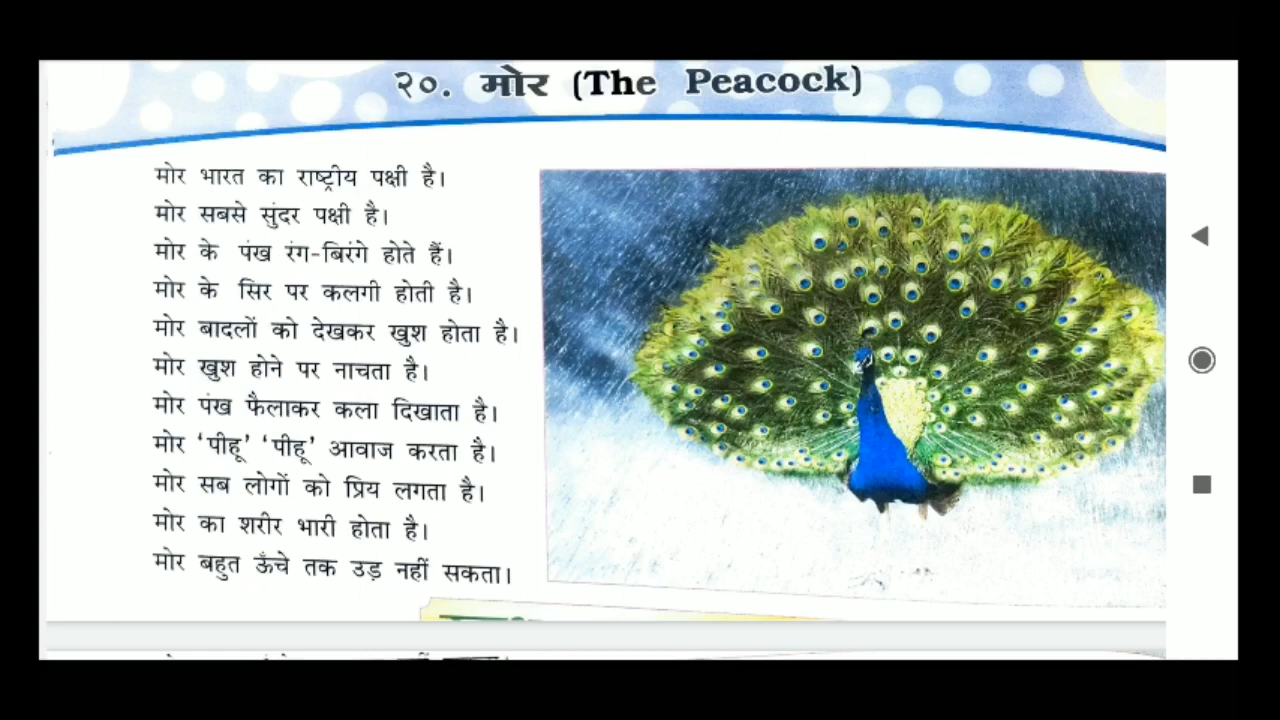 २०. मोर (The Peacock)
मोर भारत का राष्ट्रीय पक्षी है।
मोर सबसे सुंदर पक्षी है।
मोर के पंख रंग-बिरंगे होते हैं।
मोर के सिर पर कलगी होती है।
मोर बादलों को देखकर खुश होता है।
मोर खुश होने पर नाचता है।
मोर पंख फैलाकर कला दिखाता है।
मोर ‘पीहू’ ‘पीहू’ आवाज करता है।
मोर सब लोगों को प्रिय लगता है।
मोर का शरीर भारी होता है।
मोर बहुत ऊँचे तक उड़ नहीं सकता।